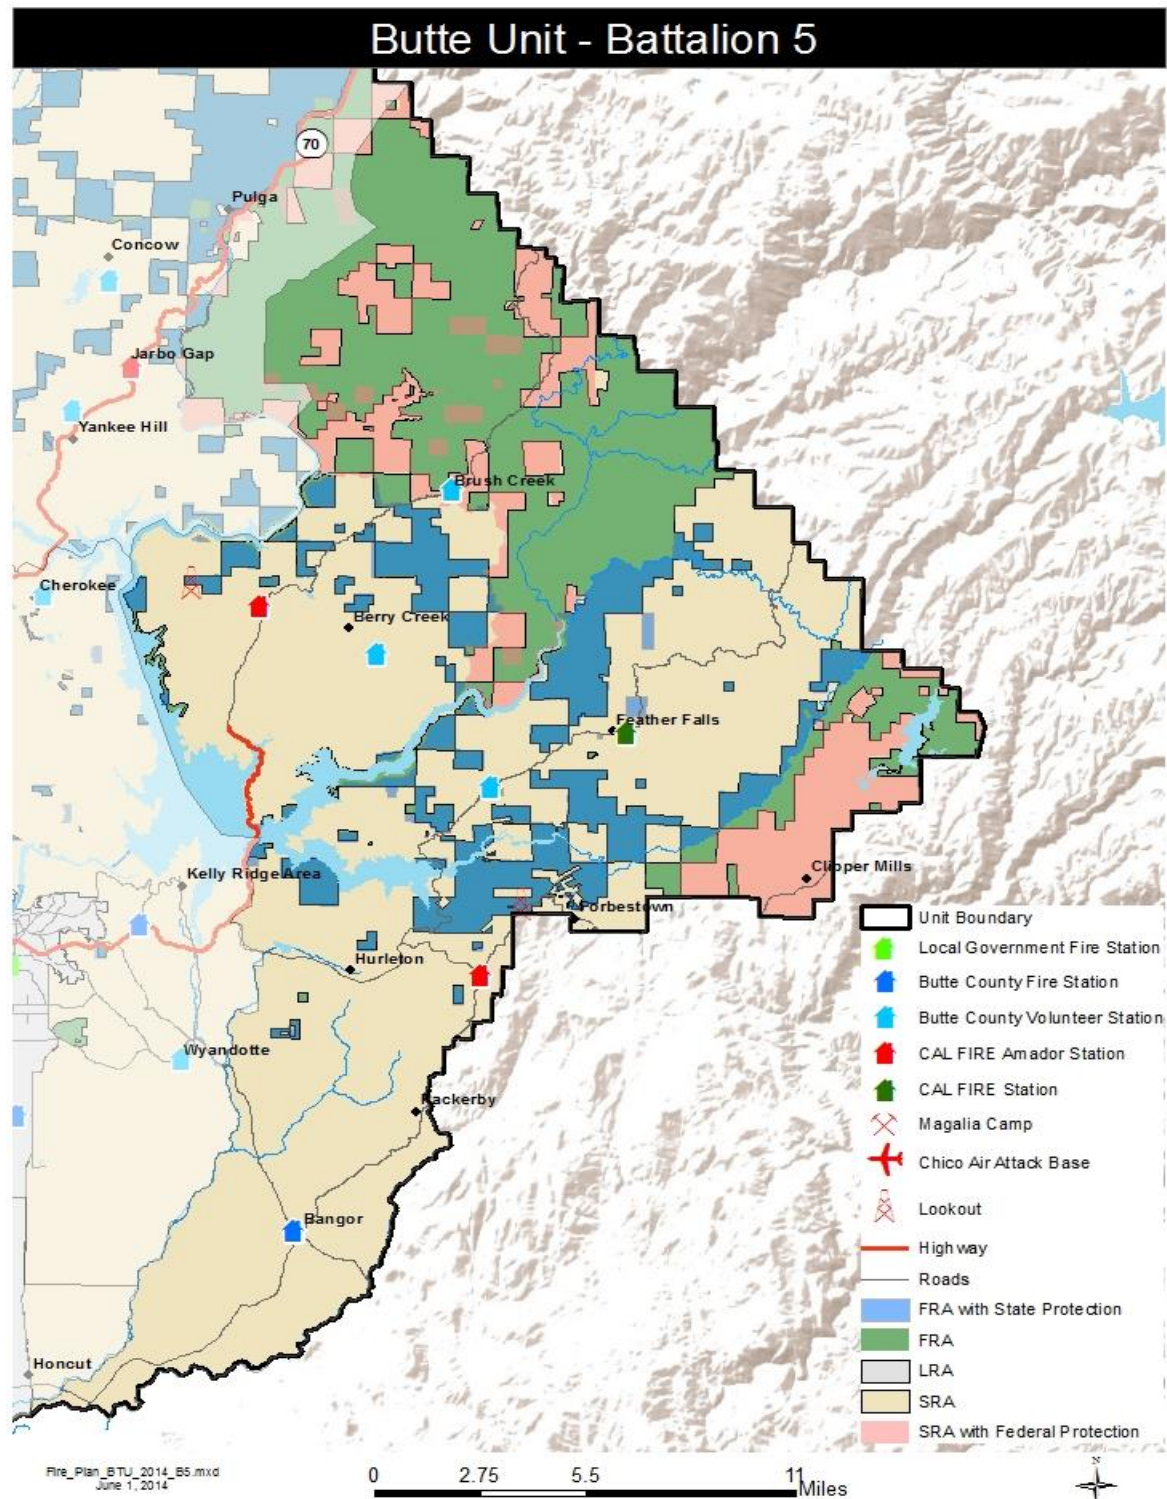 Butte Unit - Battalion 5
70
Pulga
Concow
Jarbo Gap
Yankee Hill
Brush Creek
Cherokee
Berry Creek
Feather Falls
Kelly Ridge Area
Clipper Mills
Forbestown
Hurleton
Wyandotte
Rackerby
Bangor
Honcut
Unit Boundary
Local Government Fire Station
Butte County Fire Station
Butte County Volunteer Station
CAL FIRE Amador Station
CAL FIRE Station
Magalia Camp
Chico Air Attack Base
Lookout
Highway
Roads
FRA with State Protection
FRA
LRA
SRA
SRA with Federal Protection
Fire_Plan_BTU_2014_B5.mxd
June 1, 2014
0 2.75 5.5 11
Miles
N